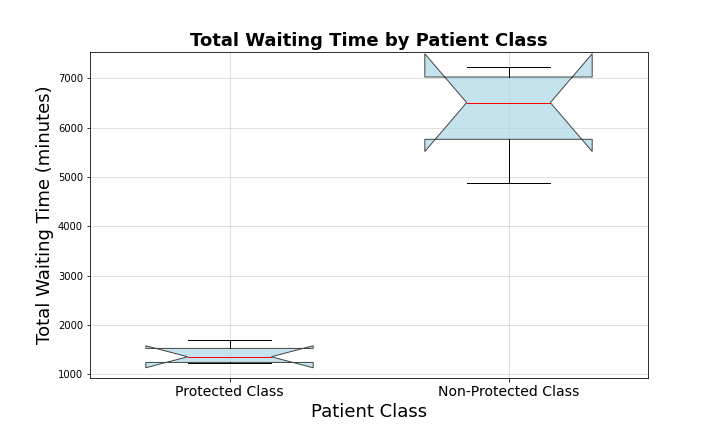 Total Waiting Time by Patient Class
Total Waiting Time (minutes)
7000
6000
5000
4000
3000
2000
1000
Protected Class
Non-Protected Class
Patient Class